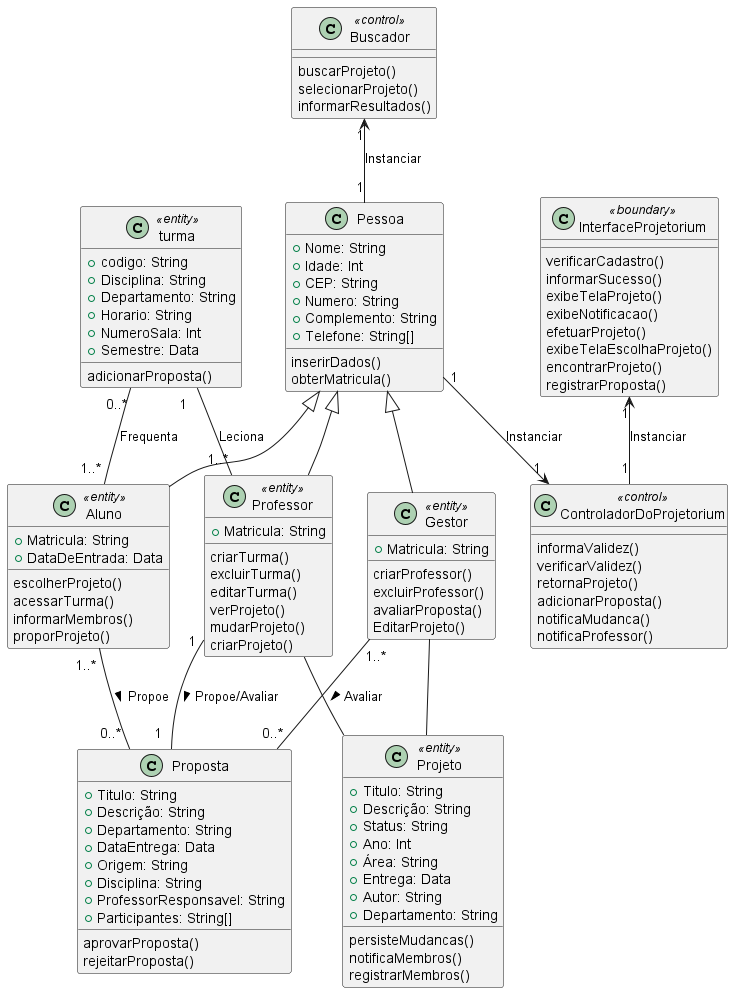 C
«control»
Buscador
buscarProjeto()
selecionarProjeto()
informarResultados()
1
Instanciar
1
C
«entity»
turma
codigo: String
Disciplina: String
Departamento: String
Horario: String
NumeroSala: Int
Semestre: Data
adicionarProposta()
C
Pessoa
Nome: String
Idade: Int
CEP: String
Numero: String
Complemento: String
Telefone: String[]
inserirDados()
obterMatricula()
C
«boundary»
InterfaceProjetorium
verificarCadastro()
informarSucesso()
exibeTelaProjeto()
exibeNotificacao()
efetuarProjeto()
exibeTelaEscolhaProjeto()
encontrarProjeto()
registrarProposta()
0..*
Frequenta
1..*
1
Leciona
1..*
1
Instanciar
1
1
Instanciar
1
C
«entity»
Aluno
Matricula: String
DataDeEntrada: Data
escolherProjeto()
acessarTurma()
informarMembros()
proporProjeto()
C
«entity»
Professor
Matricula: String
criarTurma()
excluirTurma()
editarTurma()
verProjeto()
mudarProjeto()
criarProjeto()
C
«entity»
Gestor
Matricula: String
criarProfessor()
excluirProfessor()
avaliarProposta()
EditarProjeto()
C
«control»
ControladorDoProjetorium
informaValidez()
verificarValidez()
retornaProjeto()
adicionarProposta()
notificaMudanca()
notificaProfessor()
1..*
Propoe
0..*
1
Propoe/Avaliar
1
1..*
Avaliar
0..*
C
Proposta
Titulo: String
Descrição: String
Departamento: String
DataEntrega: Data
Origem: String
Disciplina: String
ProfessorResponsavel: String
Participantes: String[]
aprovarProposta()
rejeitarProposta()
C
«entity»
Projeto
Titulo: String
Descrição: String
Status: String
Ano: Int
Área: String
Entrega: Data
Autor: String
Departamento: String
persisteMudancas()
notificaMembros()
registrarMembros()